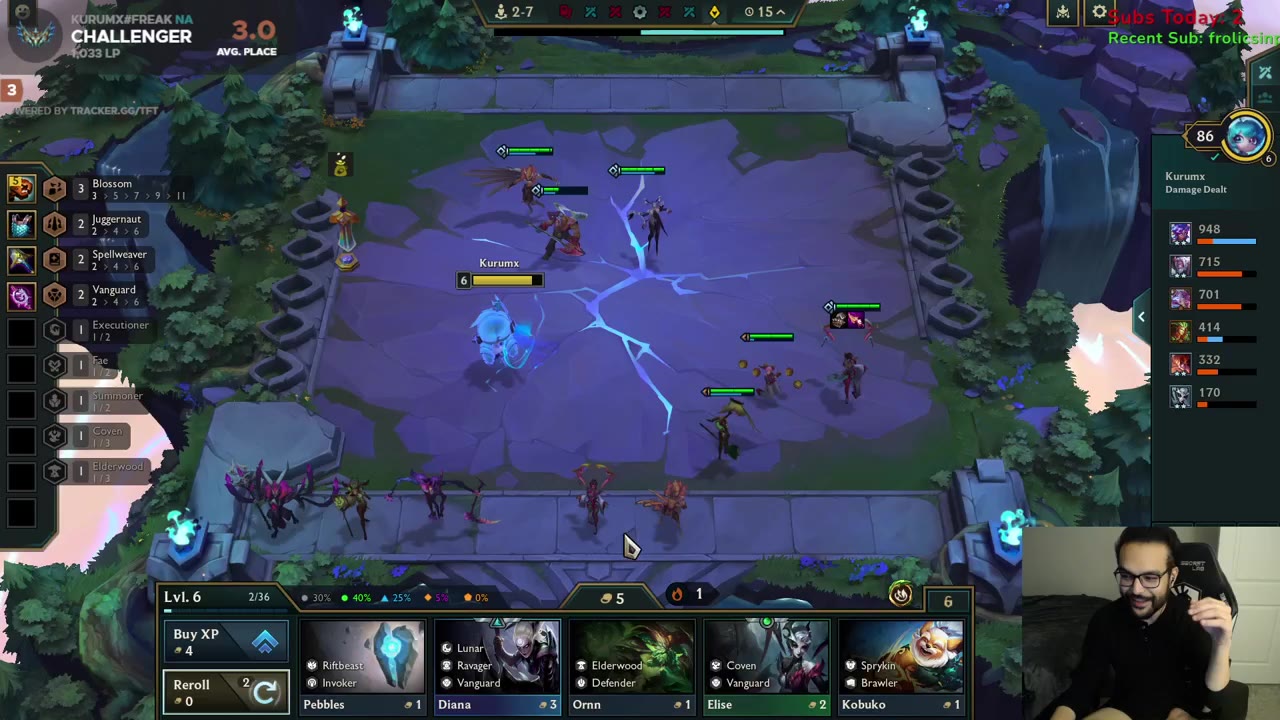 KURUMX#FREAK NA
CHALLENGER
1,033 LP
3.0
AVG. PLACE
3
WERED BY TRACKER.GG/TFT
2-7
15
Subs Today: 2
Recent Sub: frolicsin
86
6
Kurumx
Damage Dealt
948
715
701
414
332
170
3 Blossom
3 > 5 > 7 > 9 > 11
2 Juggernaut
2 > 4 > 6
2 Spellweaver
2 > 4 > 6
2 Vanguard
2 > 4 > 6
1 Executioner
1 / 2
1 Fae
1 / 2
1 Summoner
1 / 2
1 Coven
1 / 3
1 Elderwood
1 / 3
Kurumx
6
Lvl. 6
2/36
30% 40% 25% 5% 0%
5
1
6
Buy XP
4
Reroll 2
0
Riftbeast
Invoker
Pebbles 1
Lunar
Ravager
Vanguard
Diana 3
Elderwood
Defender
Ornn 1
Coven
Vanguard
Elise 2
Sprykin
Brawler
Kobuko 1